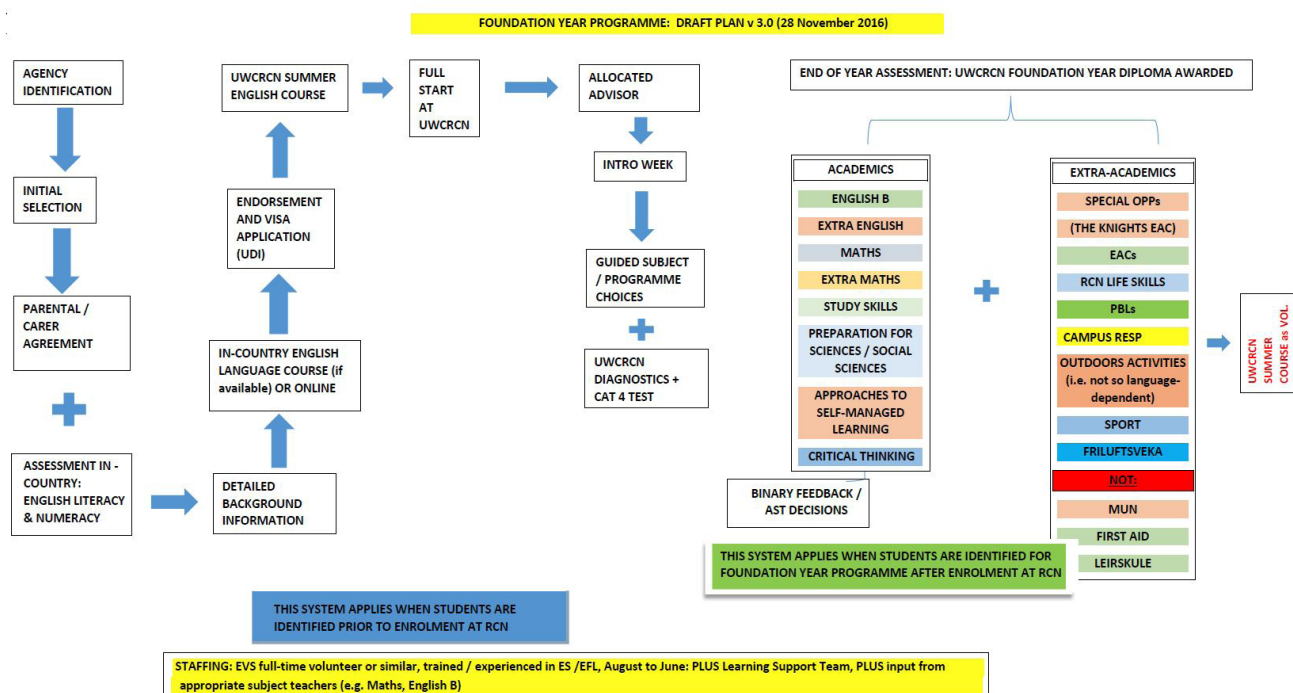 FOUNDATION YEAR PROGRAMME: DRAFT PLAN v 3.0 (28 November 2016)
AGENCY
IDENTIFICATION
INITIAL
SELECTION
PARENTAL /
CARER
AGREEMENT
ASSESSMENT IN -
COUNTRY:
ENGLISH LITERACY
& NUMERACY
DETAILED
BACKGROUND
INFORMATION
IN-COUNTRY ENGLISH
LANGUAGE COURSE (if
available) OR ONLINE
ENDORSEMENT
AND VISA
APPLICATION
(UDI)
UWCRCN SUMMER
ENGLISH COURSE
FULL
START
AT
UWCRCN
ALLOCATED
ADVISOR
INTRO WEEK
GUIDED SUBJECT
/ PROGRAMME
CHOICES
UWCRCN
DIAGNOSTICS +
CAT 4 TEST
END OF YEAR ASSESSMENT: UWCRCN FOUNDATION YEAR DIPLOMA AWARDED
ACADEMICS
ENGLISH B
EXTRA ENGLISH
MATHS
EXTRA MATHS
STUDY SKILLS
PREPARATION FOR
SCIENCES / SOCIAL
SCIENCES
APPROACHES TO
SELF-MANAGED
LEARNING
CRITICAL THINKING
BINARY FEEDBACK /
AST DECISIONS
EXTRA-ACADEMICS
SPECIAL OPPs
(THE KNIGHTS EAC)
EACs
RCN LIFE SKILLS
PBLs
CAMPUS RESP
OUTDOORS ACTIVITIES
(i.e. not so language-
dependent)
SPORT
FRILUFTSVEKA
NOT:
MUN
FIRST AID
LEIRSKULE
UWCRCN
SUMMER
COURSE as VOL.
THIS SYSTEM APPLIES WHEN STUDENTS ARE IDENTIFIED FOR
FOUNDATION YEAR PROGRAMME AFTER ENROLMENT AT RCN
THIS SYSTEM APPLIES WHEN STUDENTS ARE
IDENTIFIED PRIOR TO ENROLMENT AT RCN
STAFFING: EVS full-time volunteer or similar, trained / experienced in ES /EFL, August to June: PLUS Learning Support Team, PLUS input from
appropriate subject teachers (e.g. Maths, English B)